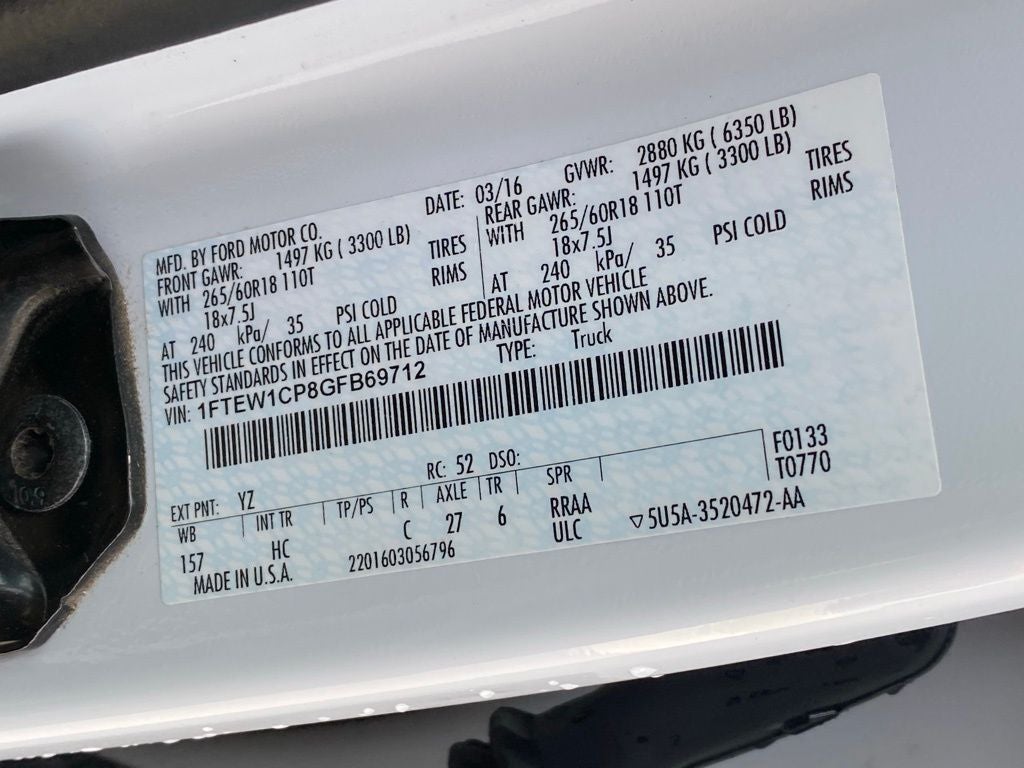 MFD. BY FORD MOTOR CO.
DATE: 03/16 GVWR: 2880 KG ( 6350 LB)
FRONT GAWR: 1497 KG ( 3300 LB)
WITH 265/60R18 110T TIRES
18x7.5J RIMS
AT 240 kPa/ 35 PSI COLD
REAR GAWR: 1497 KG ( 3300 LB)
WITH 265/60R18 110T TIRES
18x7.5J RIMS
AT 240 kPa/ 35 PSI COLD
THIS VEHICLE CONFORMS TO ALL APPLICABLE FEDERAL MOTOR VEHICLE
SAFETY STANDARDS IN EFFECT ON THE DATE OF MANUFACTURE SHOWN ABOVE.
VIN: 1FTEW1CP8GFB69712 TYPE: Truck
EXT PNT: YZ RC: 52 DSO: F0133
WB INT TR TP/PS R AXLE TR SPR T0770
157 HC C 27 6 RRAA
ULC ▽5U5A-3520472-AA
MADE IN U.S.A. 2201603056796
10.9